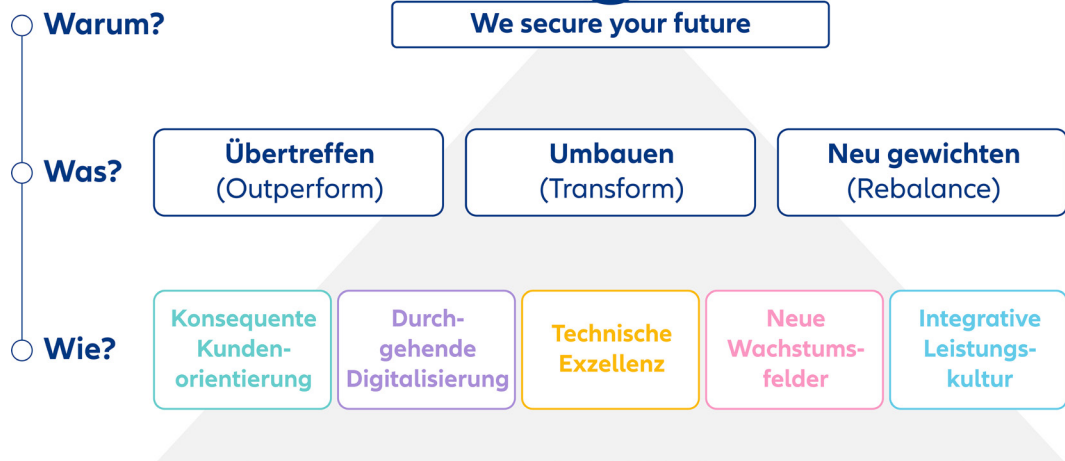 Warum?
We secure your future
Was?
Übertreffen
(Outperform)
Umbauen
(Transform)
Neu gewichten
(Rebalance)
Wie?
Konsequente
Kunden-
orientierung
Durch-
gehende
Digitalisierung
Technische
Exzellenz
Neue
Wachstums-
felder
Integrative
Leistungs-
kultur